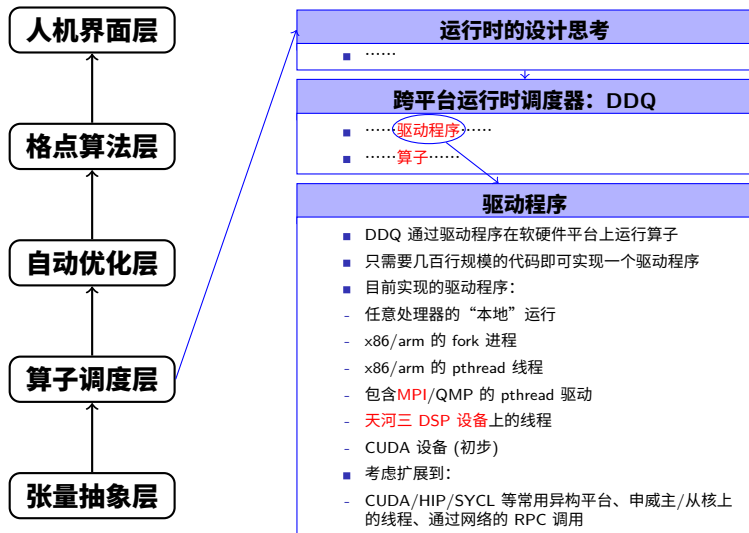 人机界面层
格点算法层
自动优化层
算子调度层
张量抽象层
运行时的设计思考
■ ……
跨平台运行时调度器：DDQ
■ ……驱动程序……
■ ……算子……
驱动程序
■ DDQ 通过驱动程序在软硬件平台上运行算子
■ 只需要几百行规模的代码即可实现一个驱动程序
■ 目前实现的驱动程序：
- 任意处理器的“本地”运行
- x86/arm 的 fork 进程
- x86/arm 的 pthread 线程
- 包含MPI/QMP 的 pthread 驱动
- 天河三 DSP 设备上的线程
- CUDA 设备 (初步)
■ 考虑扩展到：
- CUDA/HIP/SYCL 等常用异构平台、申威主/从核上
的线程、通过网络的 RPC 调用